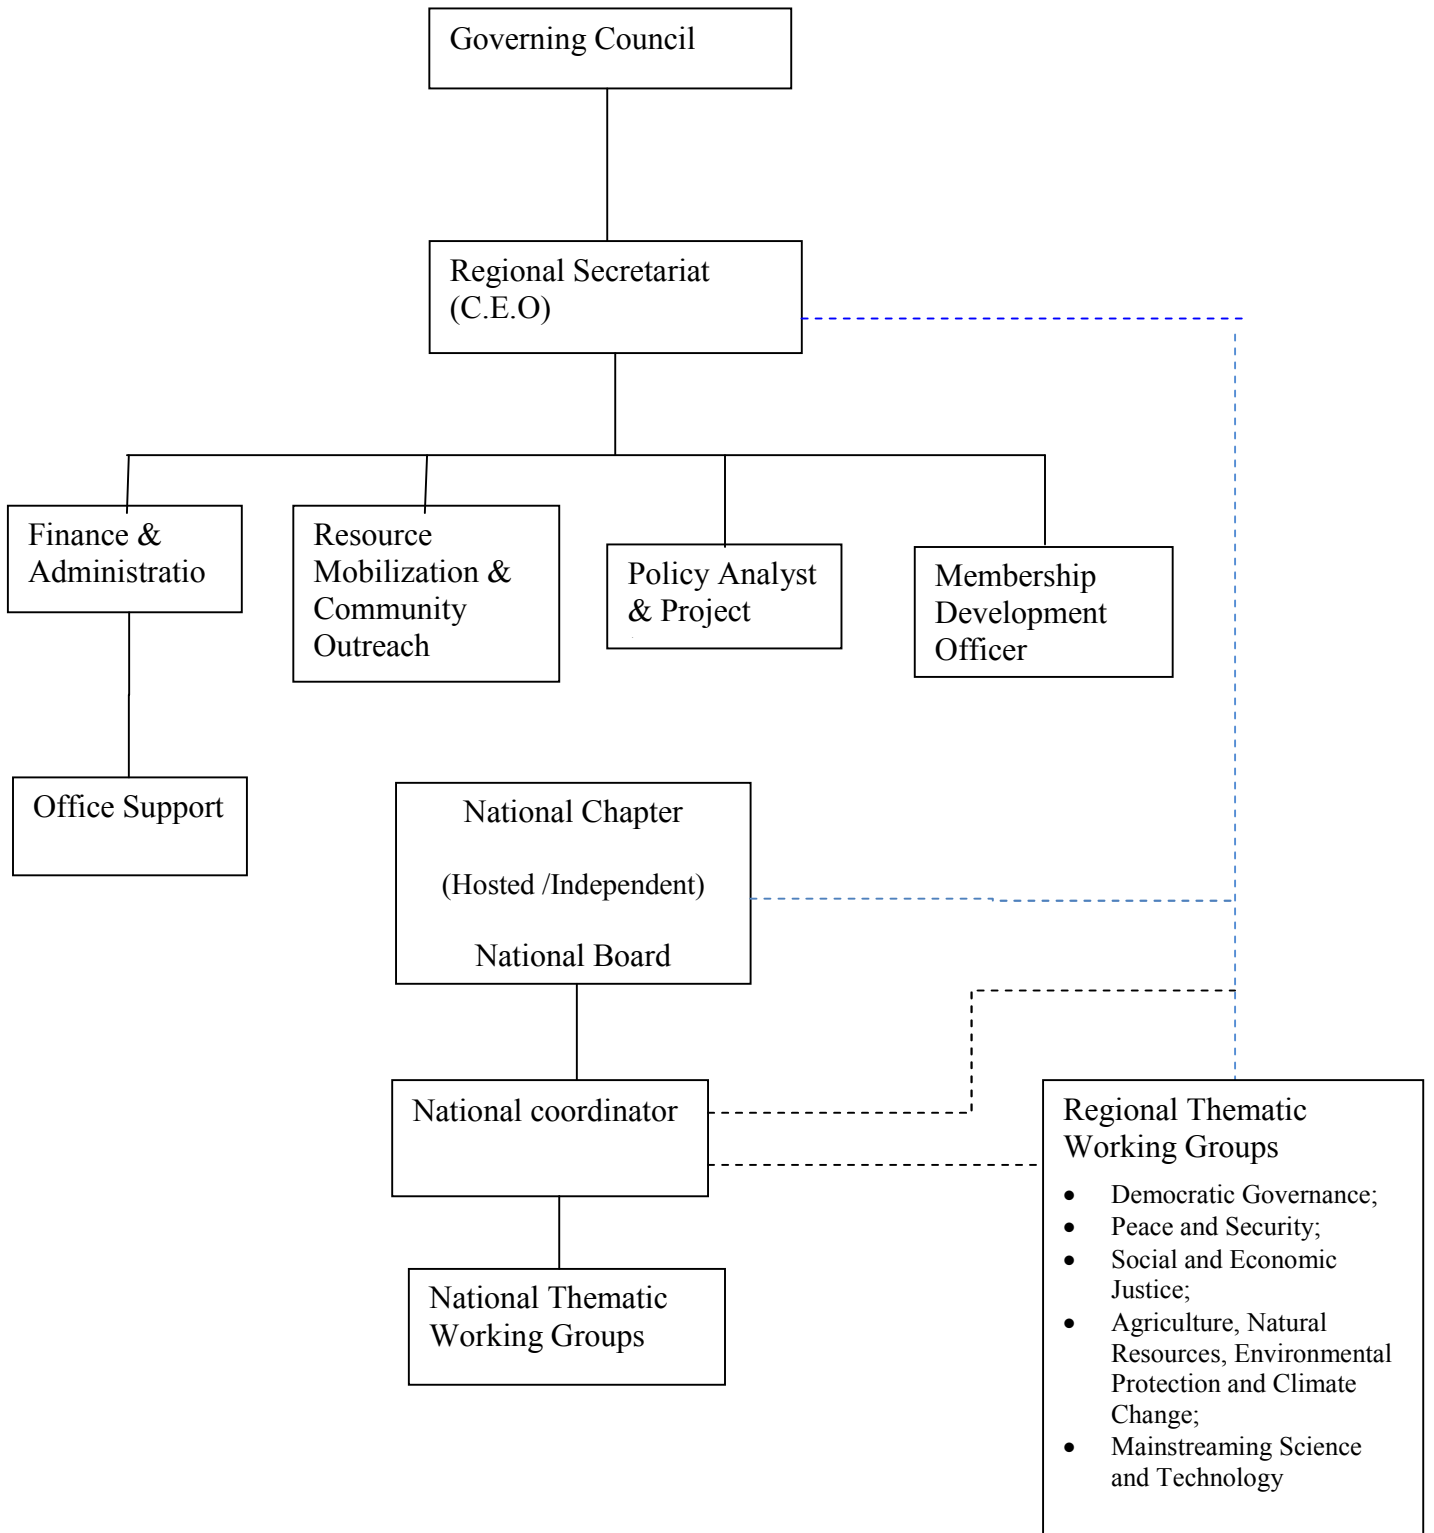 Governing Council
Regional Secretariat
(C.E.O)
Finance &
Administratio
Resource
Mobilization &
Community
Outreach
Policy Analyst
& Project
Membership
Development
Officer
Office Support
National Chapter
(Hosted /Independent)
National Board
National coordinator
National Thematic
Working Groups
Regional Thematic
Working Groups
• Democratic Governance;
• Peace and Security;
• Social and Economic
Justice;
• Agriculture, Natural
Resources, Environmental
Protection and Climate
Change;
• Mainstreaming Science
and Technology